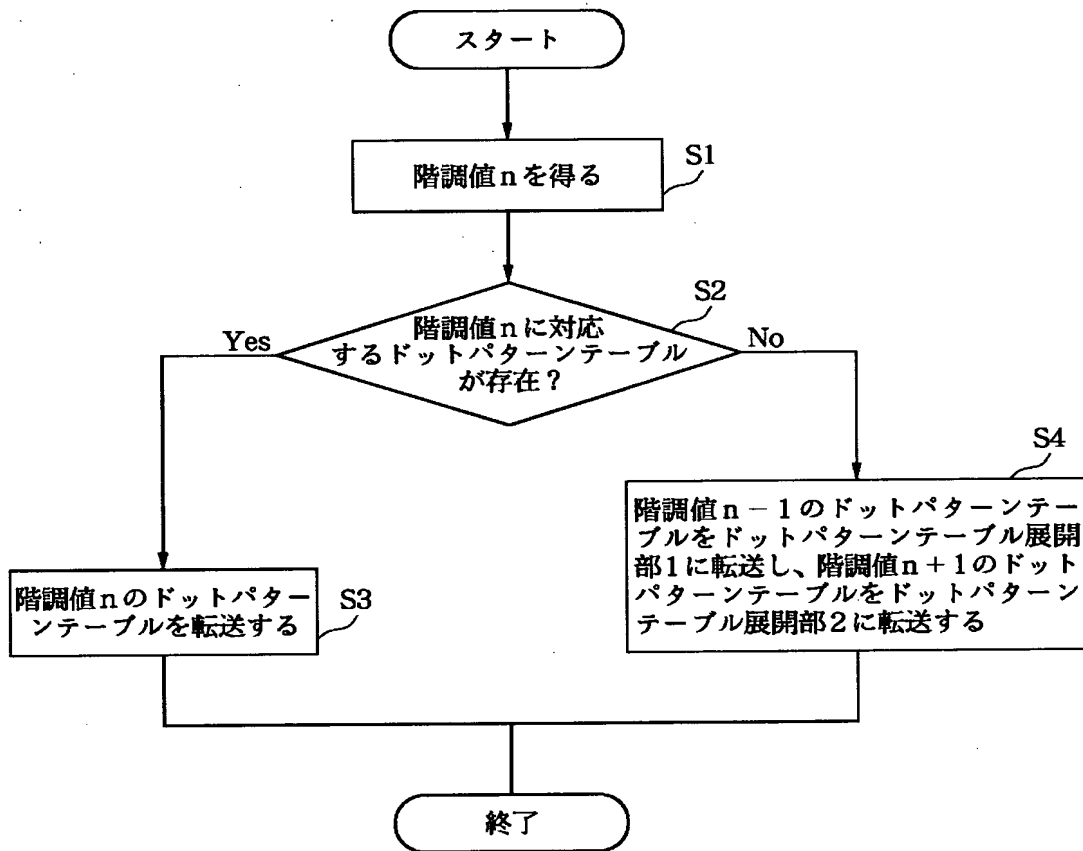 スタート
階調値nを得る
S1
階調値nに対応
するドットパターンテーブル
が存在?
S2
Yes
No
階調値nのドットパター
ンテーブルを転送する
S3
S4
階調値n-1のドットパターンテー
ブルをドットパターンテーブル展開
部1に転送し、階調値n+1のドット
パターンテーブルをドットパターン
テーブル展開部2に転送する
終了